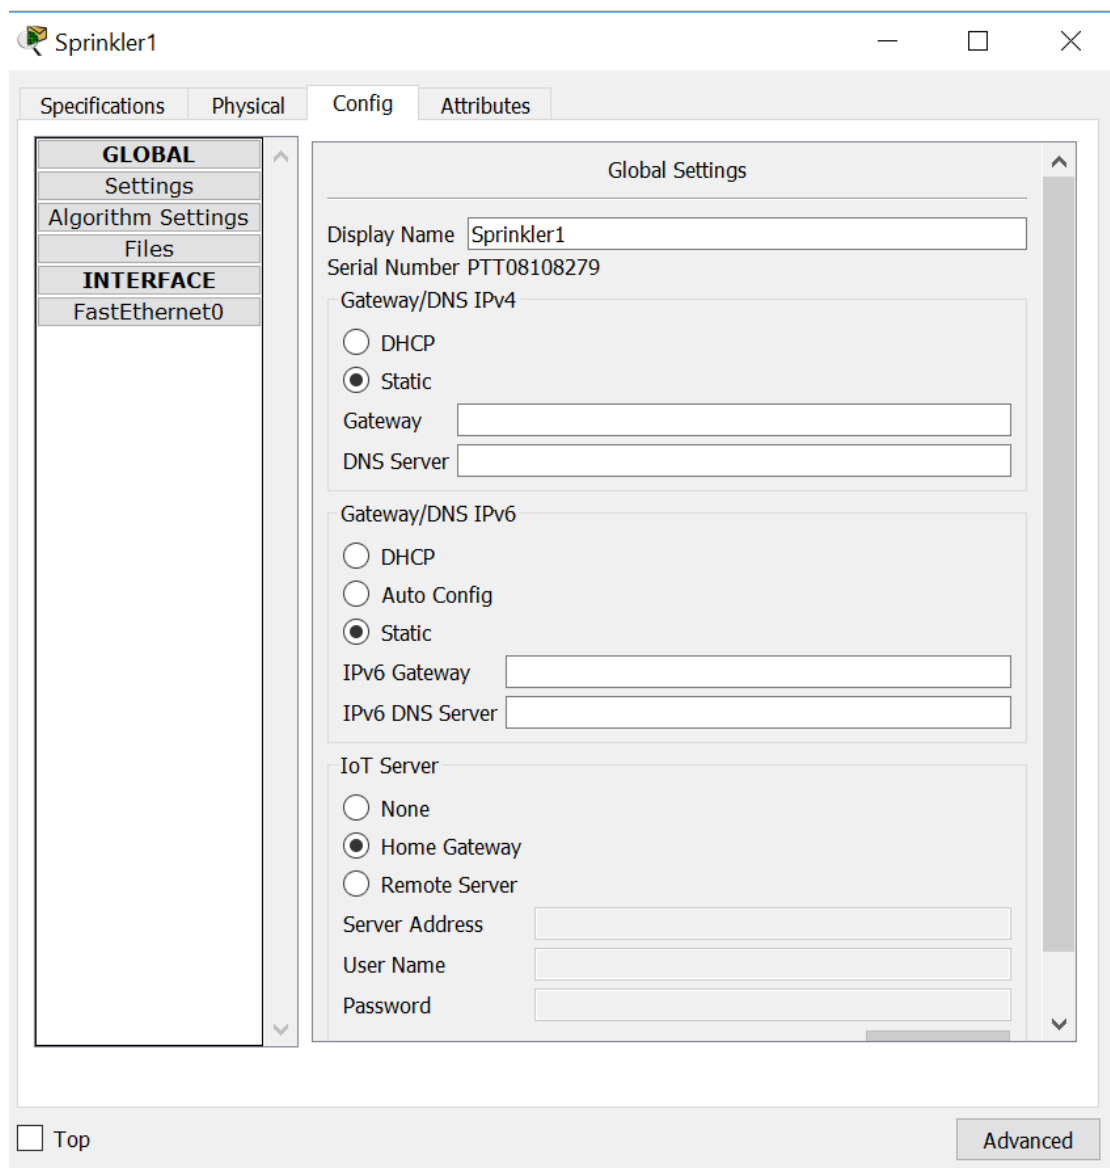 Sprinkler1
Specifications Physical Config Attributes
GLOBAL
Settings
Algorithm Settings
Files
INTERFACE
FastEthernet0
Global Settings
Display Name Sprinkler1
Serial Number PTT08108279
Gateway/DNS IPv4
DHCP
Static
Gateway
DNS Server
Gateway/DNS IPv6
DHCP
Auto Config
Static
IPv6 Gateway
IPv6 DNS Server
IoT Server
None
Home Gateway
Remote Server
Server Address
User Name
Password
Top
Advanced